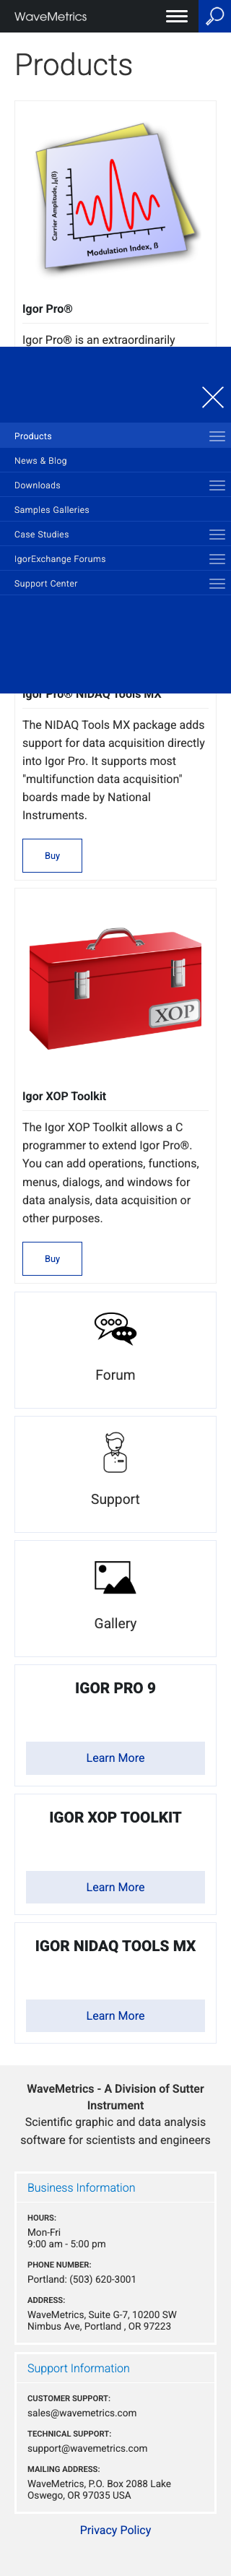 WaveMetrics
Products
Carrier Amplitude, J₀(ß)
Modulation Index, ß
Igor Pro®
Igor Pro® is an extraordinarily
Products
News & Blog
Downloads
Samples Galleries
Case Studies
IgorExchange Forums
Support Center
Igor Pro® NIDAQ Tools MX
The NIDAQ Tools MX package adds
support for data acquisition directly
into Igor Pro. It supports most
"multifunction data acquisition"
boards made by National
Instruments.
Buy
XOP
Igor XOP Toolkit
The Igor XOP Toolkit allows a C
programmer to extend Igor Pro®.
You can add operations, functions,
menus, dialogs, and windows for
data analysis, data acquisition or
other purposes.
Buy
Forum
Support
Gallery
IGOR PRO 9
Learn More
IGOR XOP TOOLKIT
Learn More
IGOR NIDAQ TOOLS MX
Learn More
WaveMetrics - A Division of Sutter
Instrument
Scientific graphic and data analysis
software for scientists and engineers
Business Information
HOURS:
Mon-Fri
9:00 am - 5:00 pm
PHONE NUMBER:
Portland: (503) 620-3001
ADDRESS:
WaveMetrics, Suite G-7, 10200 SW
Nimbus Ave, Portland , OR 97223
Support Information
CUSTOMER SUPPORT:
sales@wavemetrics.com
TECHNICAL SUPPORT:
support@wavemetrics.com
MAILING ADDRESS:
WaveMetrics, P.O. Box 2088 Lake
Oswego, OR 97035 USA
Privacy Policy